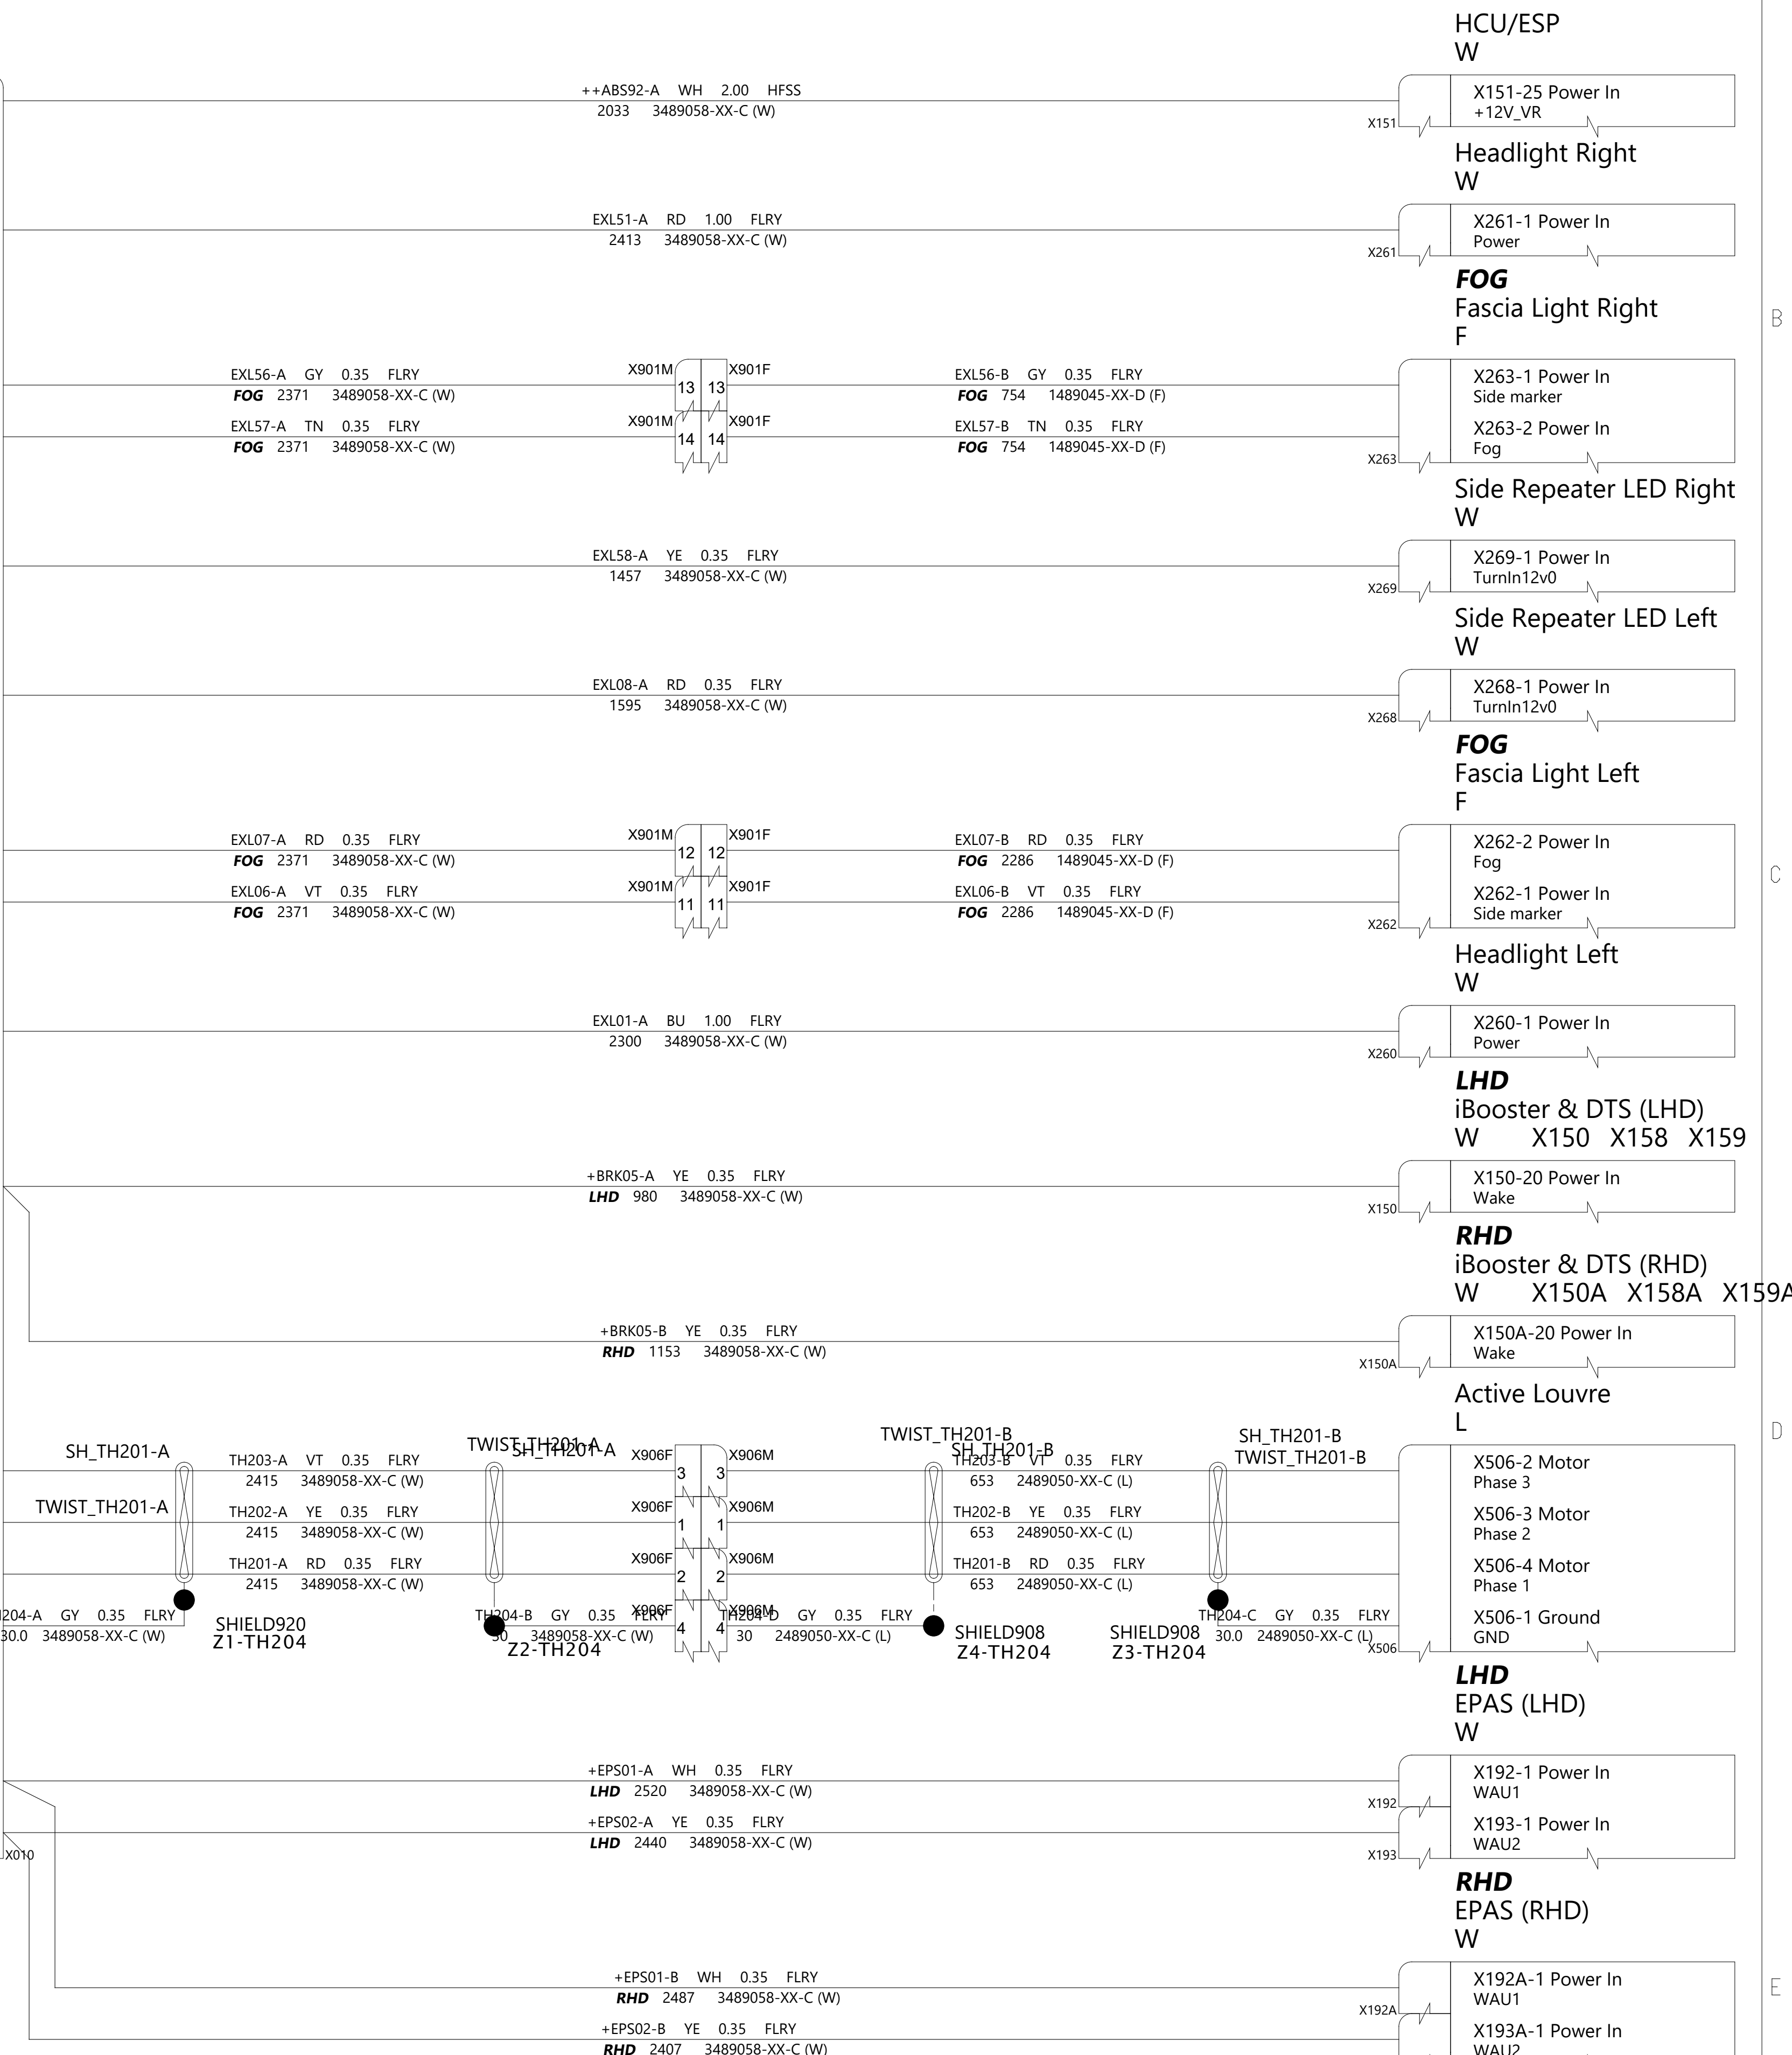 HCU/ESP
W
++ABS92-A WH 2.00 HFSS
2033 3489058-XX-C (W)
X151
X151-25 Power In
+12V_VR
Headlight Right
W
EXL51-A RD 1.00 FLRY
2413 3489058-XX-C (W)
X261
X261-1 Power In
Power
FOG
Fascia Light Right
F
B
EXL56-A GY 0.35 FLRY
FOG 2371 3489058-XX-C (W)
X901M 13 13 X901F
EXL56-B GY 0.35 FLRY
FOG 754 1489045-XX-D (F)
X263-1 Power In
Side marker
EXL57-A TN 0.35 FLRY
FOG 2371 3489058-XX-C (W)
X901M 14 14 X901F
EXL57-B TN 0.35 FLRY
FOG 754 1489045-XX-D (F)
X263
X263-2 Power In
Fog
Side Repeater LED Right
W
EXL58-A YE 0.35 FLRY
1457 3489058-XX-C (W)
X269
X269-1 Power In
TurnIn12v0
Side Repeater LED Left
W
EXL08-A RD 0.35 FLRY
1595 3489058-XX-C (W)
X268
X268-1 Power In
TurnIn12v0
FOG
Fascia Light Left
F
EXL07-A RD 0.35 FLRY
FOG 2371 3489058-XX-C (W)
X901M 12 12 X901F
EXL07-B RD 0.35 FLRY
FOG 2286 1489045-XX-D (F)
X262-2 Power In
Fog
C
EXL06-A VT 0.35 FLRY
FOG 2371 3489058-XX-C (W)
X901M 11 11 X901F
EXL06-B VT 0.35 FLRY
FOG 2286 1489045-XX-D (F)
X262
X262-1 Power In
Side marker
Headlight Left
W
EXL01-A BU 1.00 FLRY
2300 3489058-XX-C (W)
X260
X260-1 Power In
Power
LHD
iBooster & DTS (LHD)
W X150 X158 X159
+BRK05-A YE 0.35 FLRY
LHD 980 3489058-XX-C (W)
X150
X150-20 Power In
Wake
RHD
iBooster & DTS (RHD)
W X150A X158A X159A
+BRK05-B YE 0.35 FLRY
RHD 1153 3489058-XX-C (W)
X150A
X150A-20 Power In
Wake
Active Louvre
L
D
SH_TH201-A
TWIST_TH201-A
SH_TH201-A
TWIST_TH201-B
SH_TH201-B
SH_TH201-B
TWIST_TH201-B
TH203-A VT 0.35 FLRY
2415 3489058-XX-C (W)
X906F 3 3 X906M
TH203-B VT 0.35 FLRY
653 2489050-XX-C (L)
X506-2 Motor
Phase 3
TWIST_TH201-A
TH202-A YE 0.35 FLRY
2415 3489058-XX-C (W)
X906F 1 1 X906M
TH202-B YE 0.35 FLRY
653 2489050-XX-C (L)
X506-3 Motor
Phase 2
TH201-A RD 0.35 FLRY
2415 3489058-XX-C (W)
X906F 2 2 X906M
TH201-B RD 0.35 FLRY
653 2489050-XX-C (L)
X506-4 Motor
Phase 1
204-A GY 0.35 FLRY
30.0 3489058-XX-C (W)
SHIELD920
Z1-TH204
TH204-B GY 0.35 FLRY
30 3489058-XX-C (W)
Z2-TH204
X906F 4 4 X906M
TH204-D GY 0.35 FLRY
30 2489050-XX-C (L)
SHIELD908
Z4-TH204
SHIELD908
Z3-TH204
TH204-C GY 0.35 FLRY
30.0 2489050-XX-C (L)
X506
X506-1 Ground
GND
LHD
EPAS (LHD)
W
+EPS01-A WH 0.35 FLRY
LHD 2520 3489058-XX-C (W)
X192
X192-1 Power In
WAU1
+EPS02-A YE 0.35 FLRY
LHD 2440 3489058-XX-C (W)
X010
X193
X193-1 Power In
WAU2
RHD
EPAS (RHD)
W
+EPS01-B WH 0.35 FLRY
RHD 2487 3489058-XX-C (W)
X192A
X192A-1 Power In
WAU1
E
+EPS02-B YE 0.35 FLRY
RHD 2407 3489058-XX-C (W)
X193A-1 Power In
WAU2